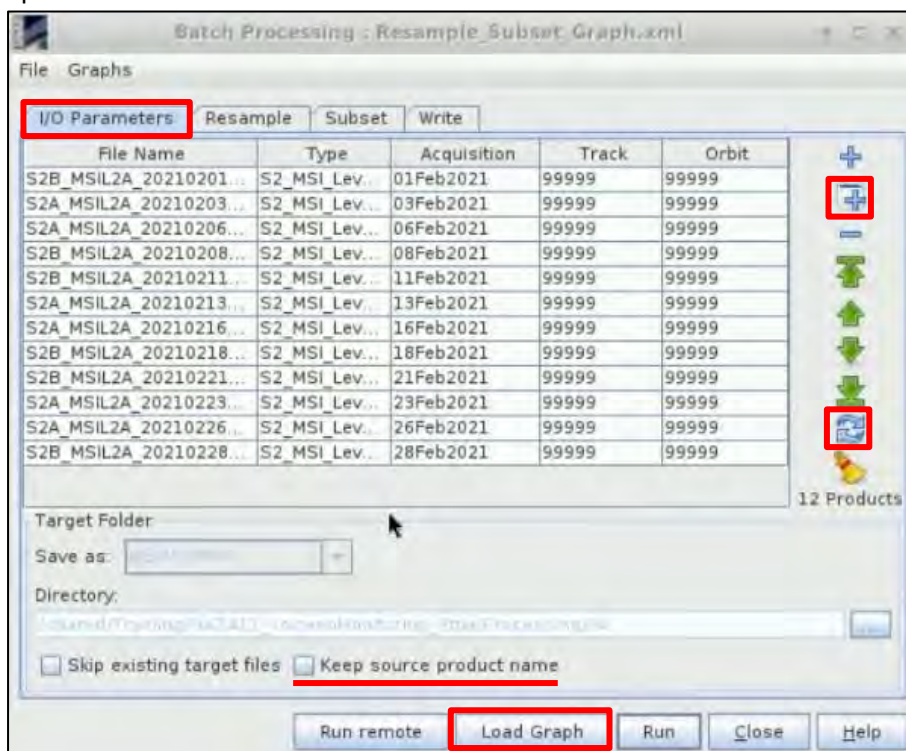 Batch Processing : Resample_Subset_Graph.xml
File Graphs
I/O Parameters Resample Subset Write
File Name Type Acquisition Track Orbit
S2B_MSIL2A_20210201... S2_MSI_Lev... 01Feb2021 99999 99999
S2A_MSIL2A_20210203... S2_MSI_Lev... 03Feb2021 99999 99999
S2A_MSIL2A_20210206... S2_MSI_Lev... 06Feb2021 99999 99999
S2B_MSIL2A_20210208... S2_MSI_Lev... 08Feb2021 99999 99999
S2B_MSIL2A_20210211... S2_MSI_Lev... 11Feb2021 99999 99999
S2A_MSIL2A_20210213... S2_MSI_Lev... 13Feb2021 99999 99999
S2A_MSIL2A_20210216... S2_MSI_Lev... 16Feb2021 99999 99999
S2B_MSIL2A_20210218... S2_MSI_Lev... 18Feb2021 99999 99999
S2B_MSIL2A_20210221... S2_MSI_Lev... 21Feb2021 99999 99999
S2A_MSIL2A_20210223... S2_MSI_Lev... 23Feb2021 99999 99999
S2A_MSIL2A_20210226... S2_MSI_Lev... 26Feb2021 99999 99999
S2B_MSIL2A_20210228... S2_MSI_Lev... 28Feb2021 99999 99999
12 Products
Target Folder
Save as:
Directory:
...
Skip existing target files Keep source product name
Run remote Load Graph Run Close Help